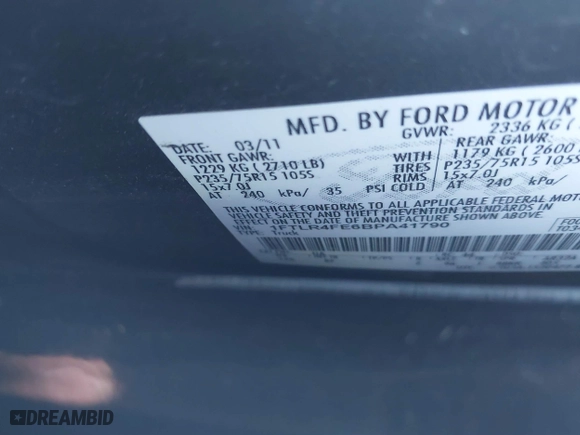 MFD. BY FORD MOTOR
DATE: 03/11 GVWR: 2336 KG (
FRONT GAWR: REAR GAWR:
1229 KG ( 2710 LB) WITH 1179 KG ( 2600
P235/75R15 105S TIRES P235/75R15 105S
15x7.0J RIMS 15x7.0J
AT 240 kPa/ 35 PSI COLD AT 240 kPa/
THIS VEHICLE CONFORMS TO ALL APPLICABLE FEDERAL MOTOR
VEHICLE SAFETY STANDARDS IN
EFFECT ON THE DATE OF MANUFACTURE SHOWN ABOVE.
VIN: 1FTLR4FE6BPA41790
TYPE: Truck
DREAMBID